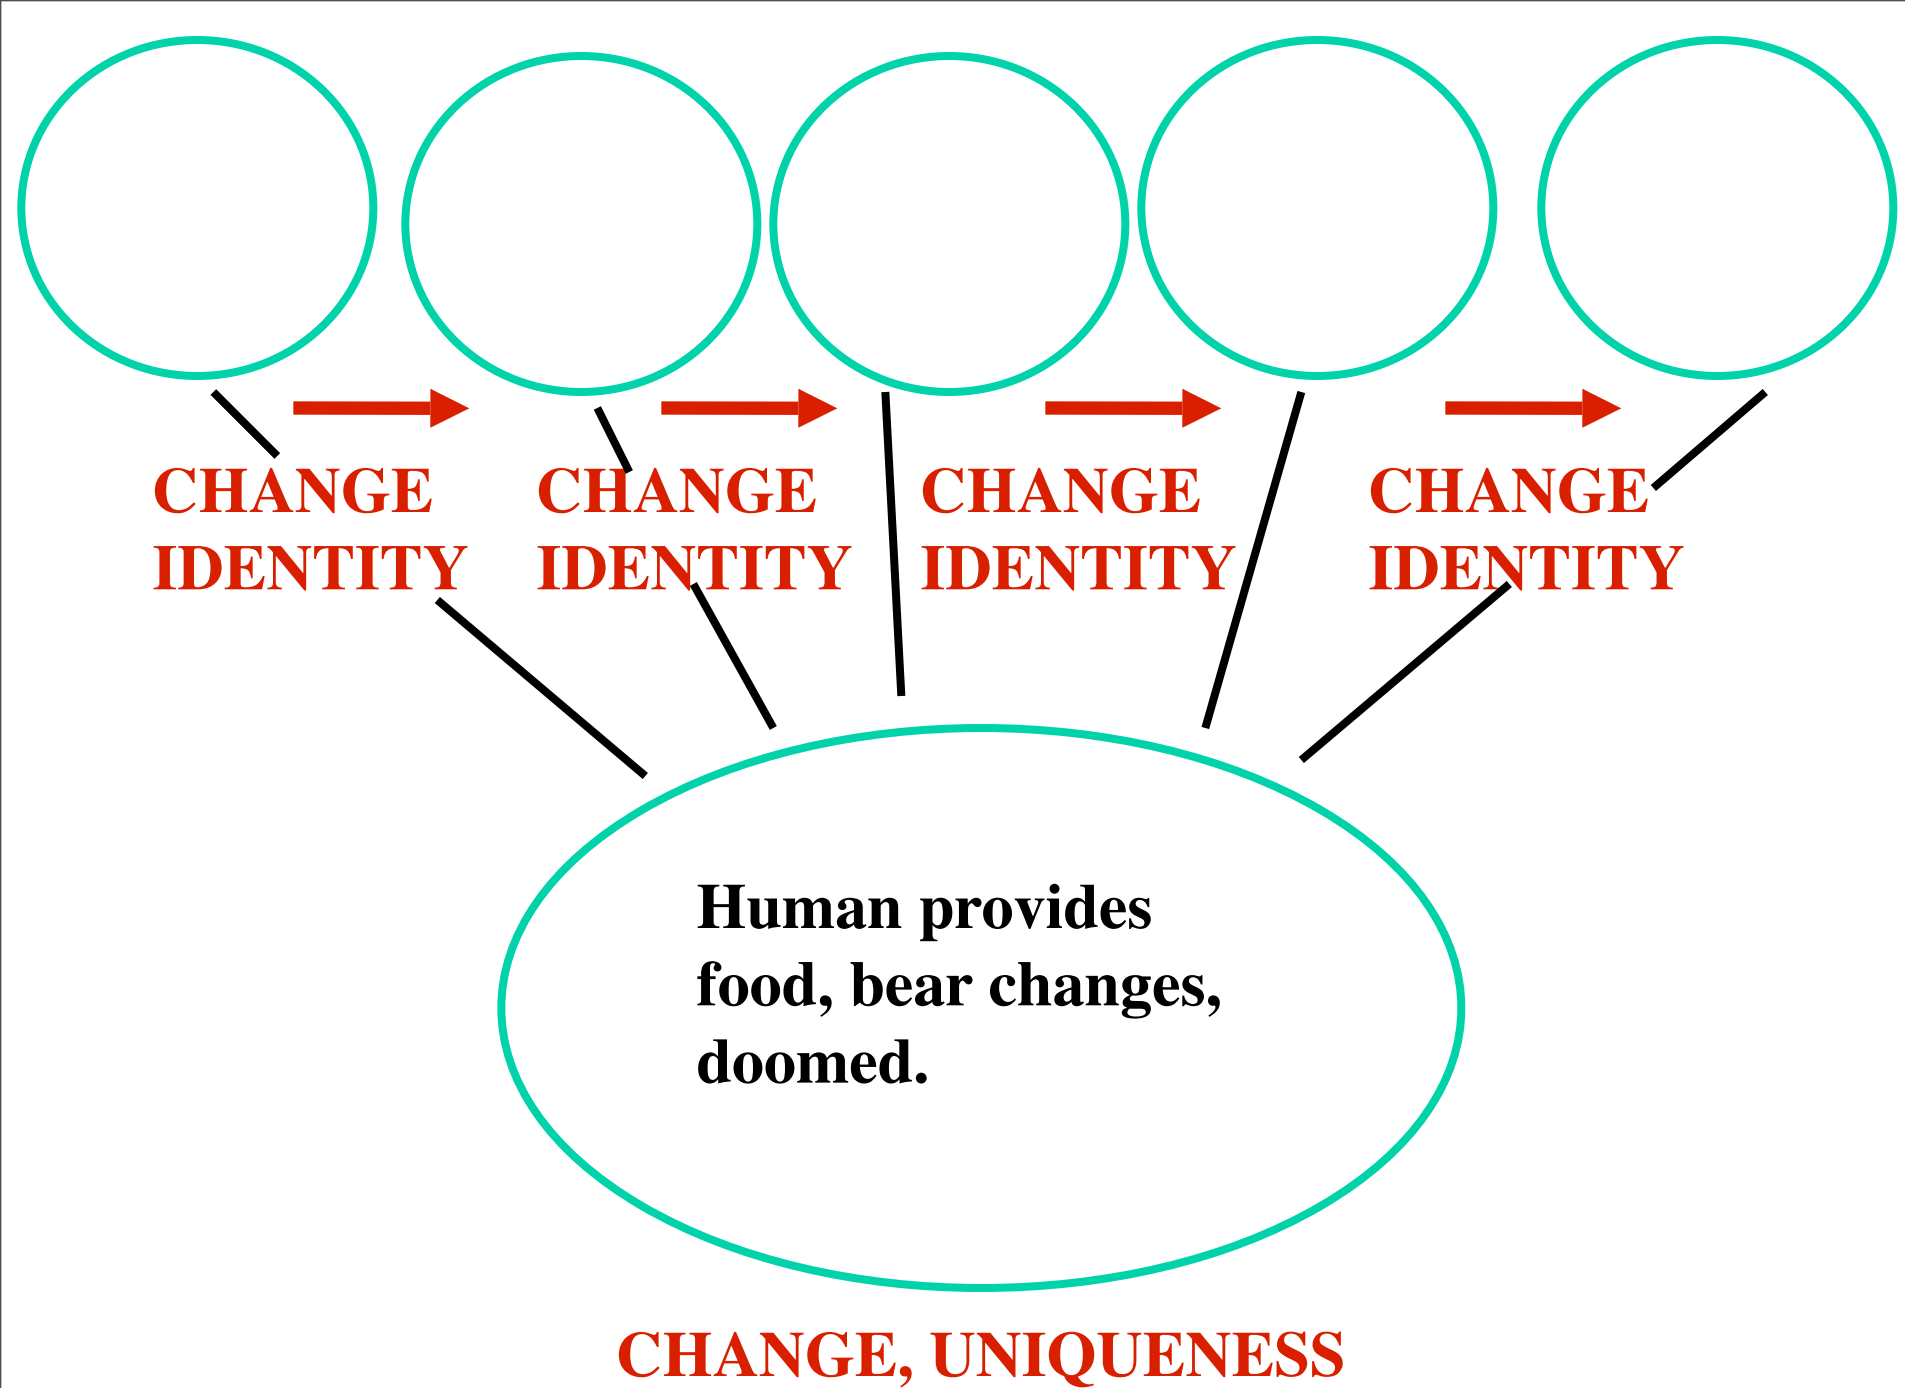 CHANGE IDENTITY
CHANGE IDENTITY
CHANGE IDENTITY
CHANGE IDENTITY
Human provides
food, bear changes,
doomed.
CHANGE, UNIQUENESS